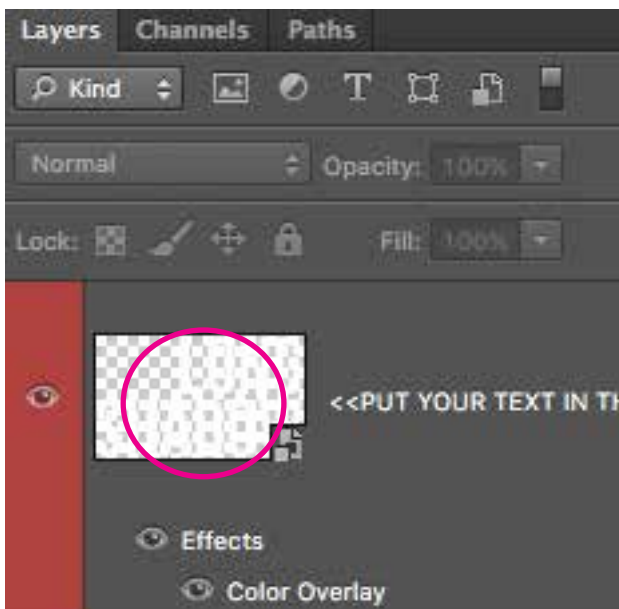 Layers Channels Paths
Kind T
Normal Opacity: 100%
Lock: Fill: 100%
<<PUT YOUR TEXT IN TH
Effects
Color Overlay